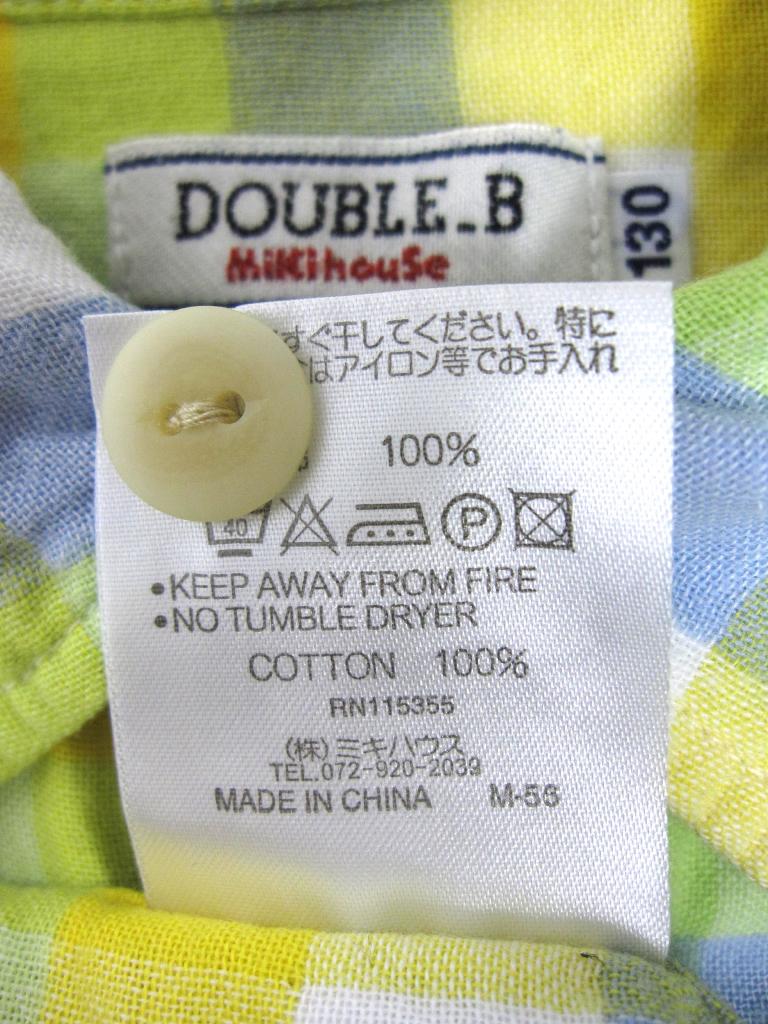 DOUBLE_B
mikihouse
130
すぐ干してください。特に
はアイロン等でお手入れ
100%
40
P
•KEEP AWAY FROM FIRE
•NO TUMBLE DRYER
COTTON 100%
RN115355
(株)ミキハウス
TEL.072-920-2039
MADE IN CHINA M-56